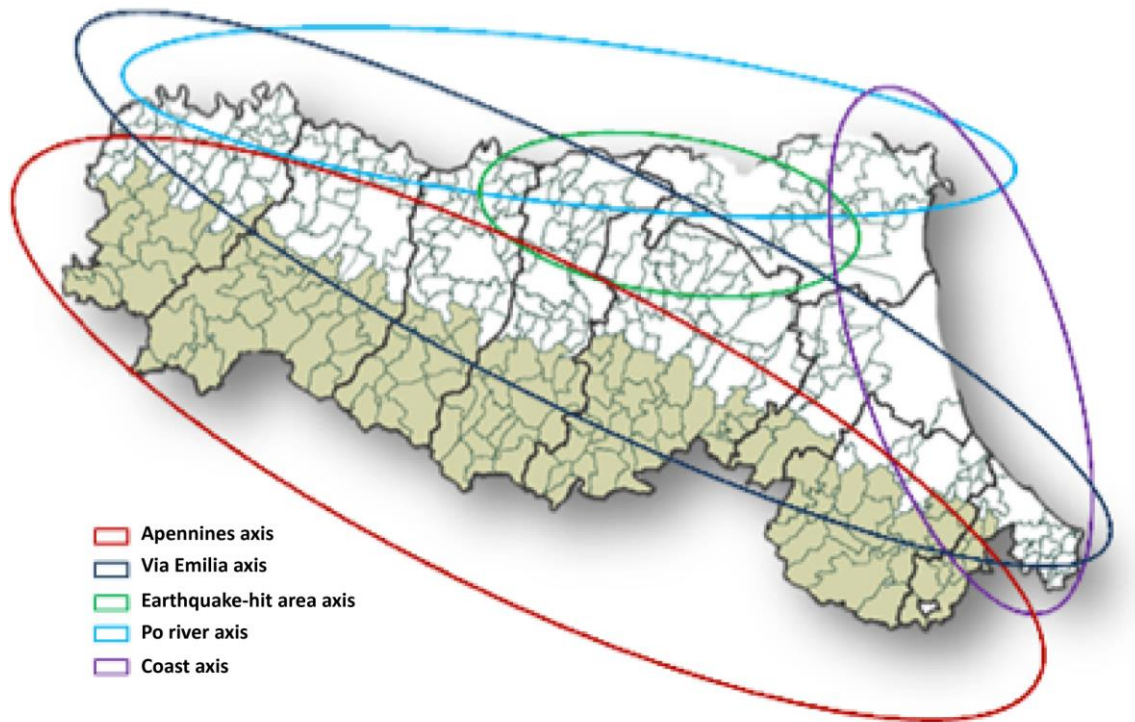 Apennines axis
Via Emilia axis
Earthquake-hit area axis
Po river axis
Coast axis